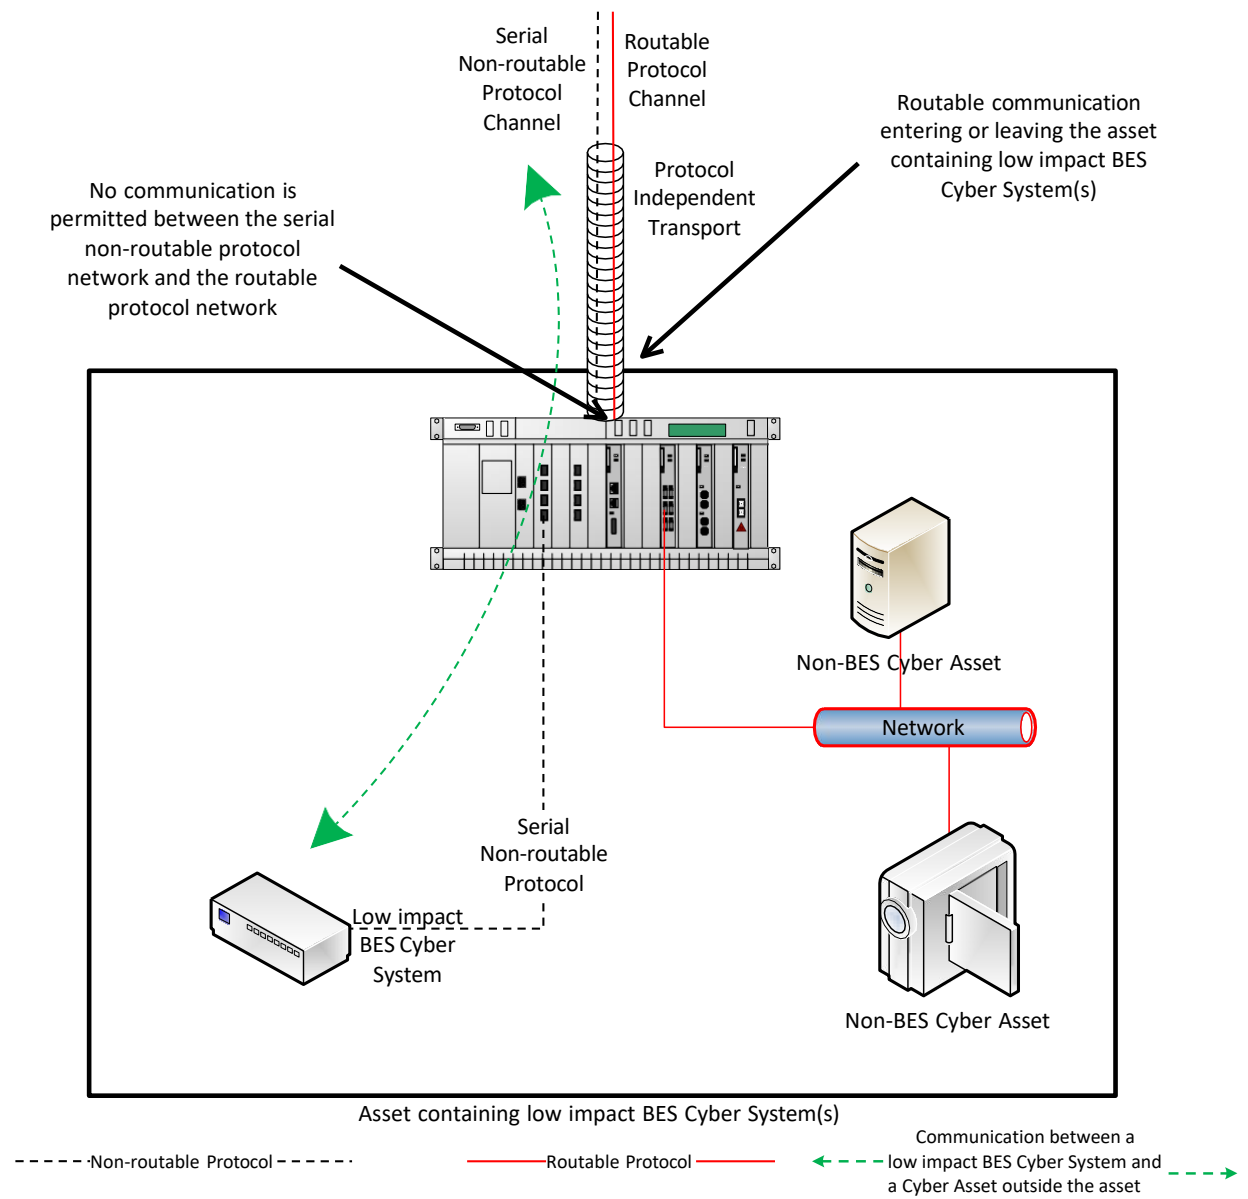 Serial
Non-routable
Protocol
Channel
Routable
Protocol
Channel
Routable communication
entering or leaving the asset
containing low impact BES
Cyber System(s)
Protocol
Independent
Transport
No communication is
permitted between the serial
non-routable protocol
network and the routable
protocol network
Non-BES Cyber Asset
Network
Serial
Non-routable
Protocol
Low impact
BES Cyber
System
Non-BES Cyber Asset
Asset containing low impact BES Cyber System(s)
Non-routable Protocol
Routable Protocol
Communication between a
low impact BES Cyber System and
a Cyber Asset outside the asset